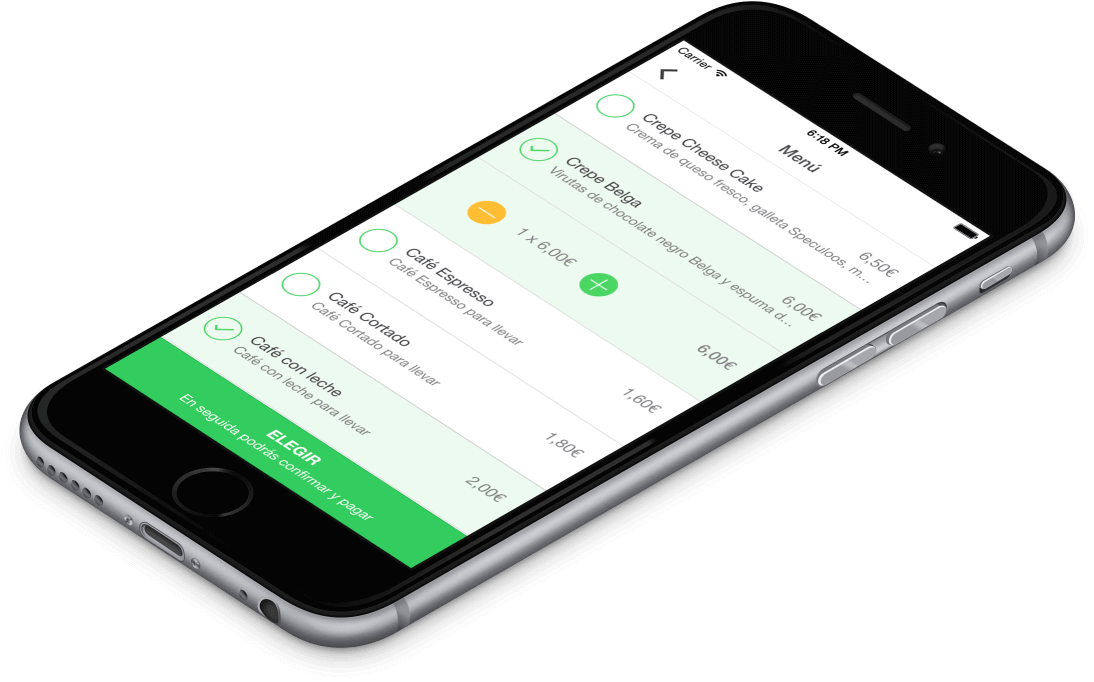 Carrier
6:18 PM
Menú
Crepe Cheese Cake
Crema de queso fresco, galleta Speculoos, m...
6,50€
Crepe Belga
Virutas de chocolate negro Belga y espuma d...
6,00€
1 x 6,00€
6,00€
Café Espresso
Café Espresso para llevar
1,60€
Café Cortado
Café Cortado para llevar
1,80€
Café con leche
Café con leche para llevar
2,00€
ELEGIR
En seguida podrás confirmar y pagar